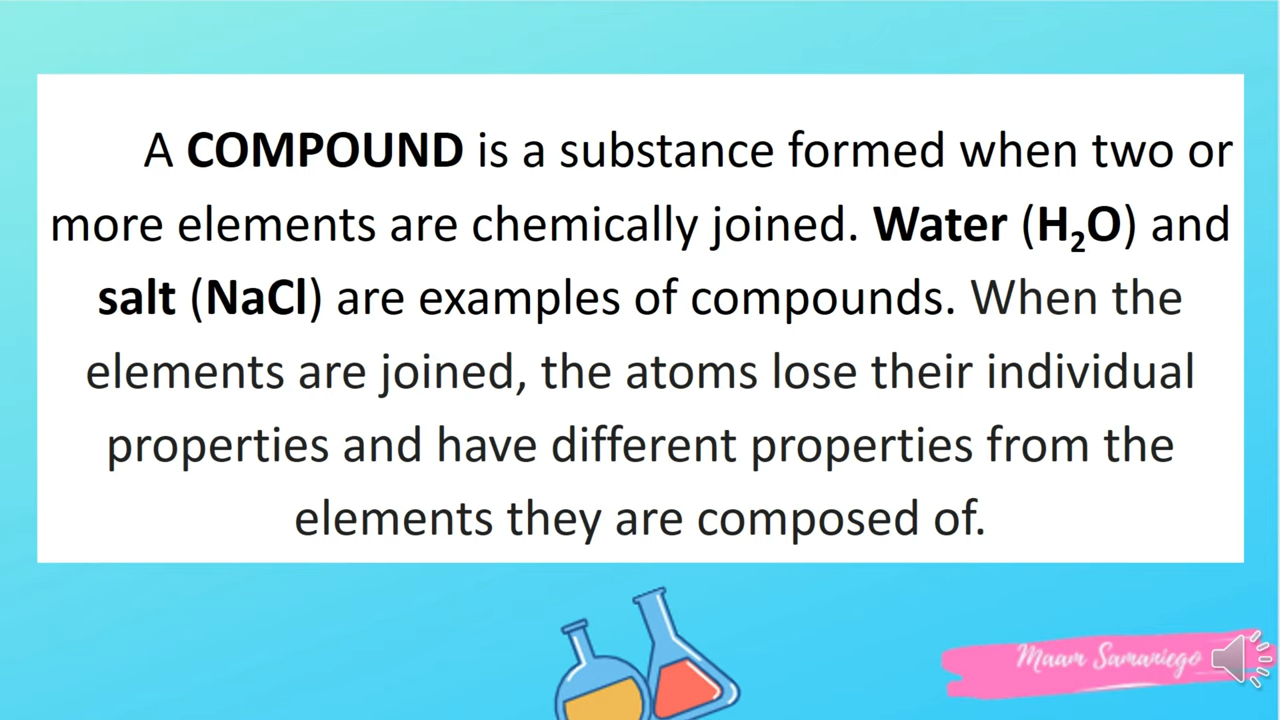 A COMPOUND is a substance formed when two or
more elements are chemically joined. Water (H₂O) and
salt (NaCl) are examples of compounds. When the
elements are joined, the atoms lose their individual
properties and have different properties from the
elements they are composed of.
Maam Samaniego